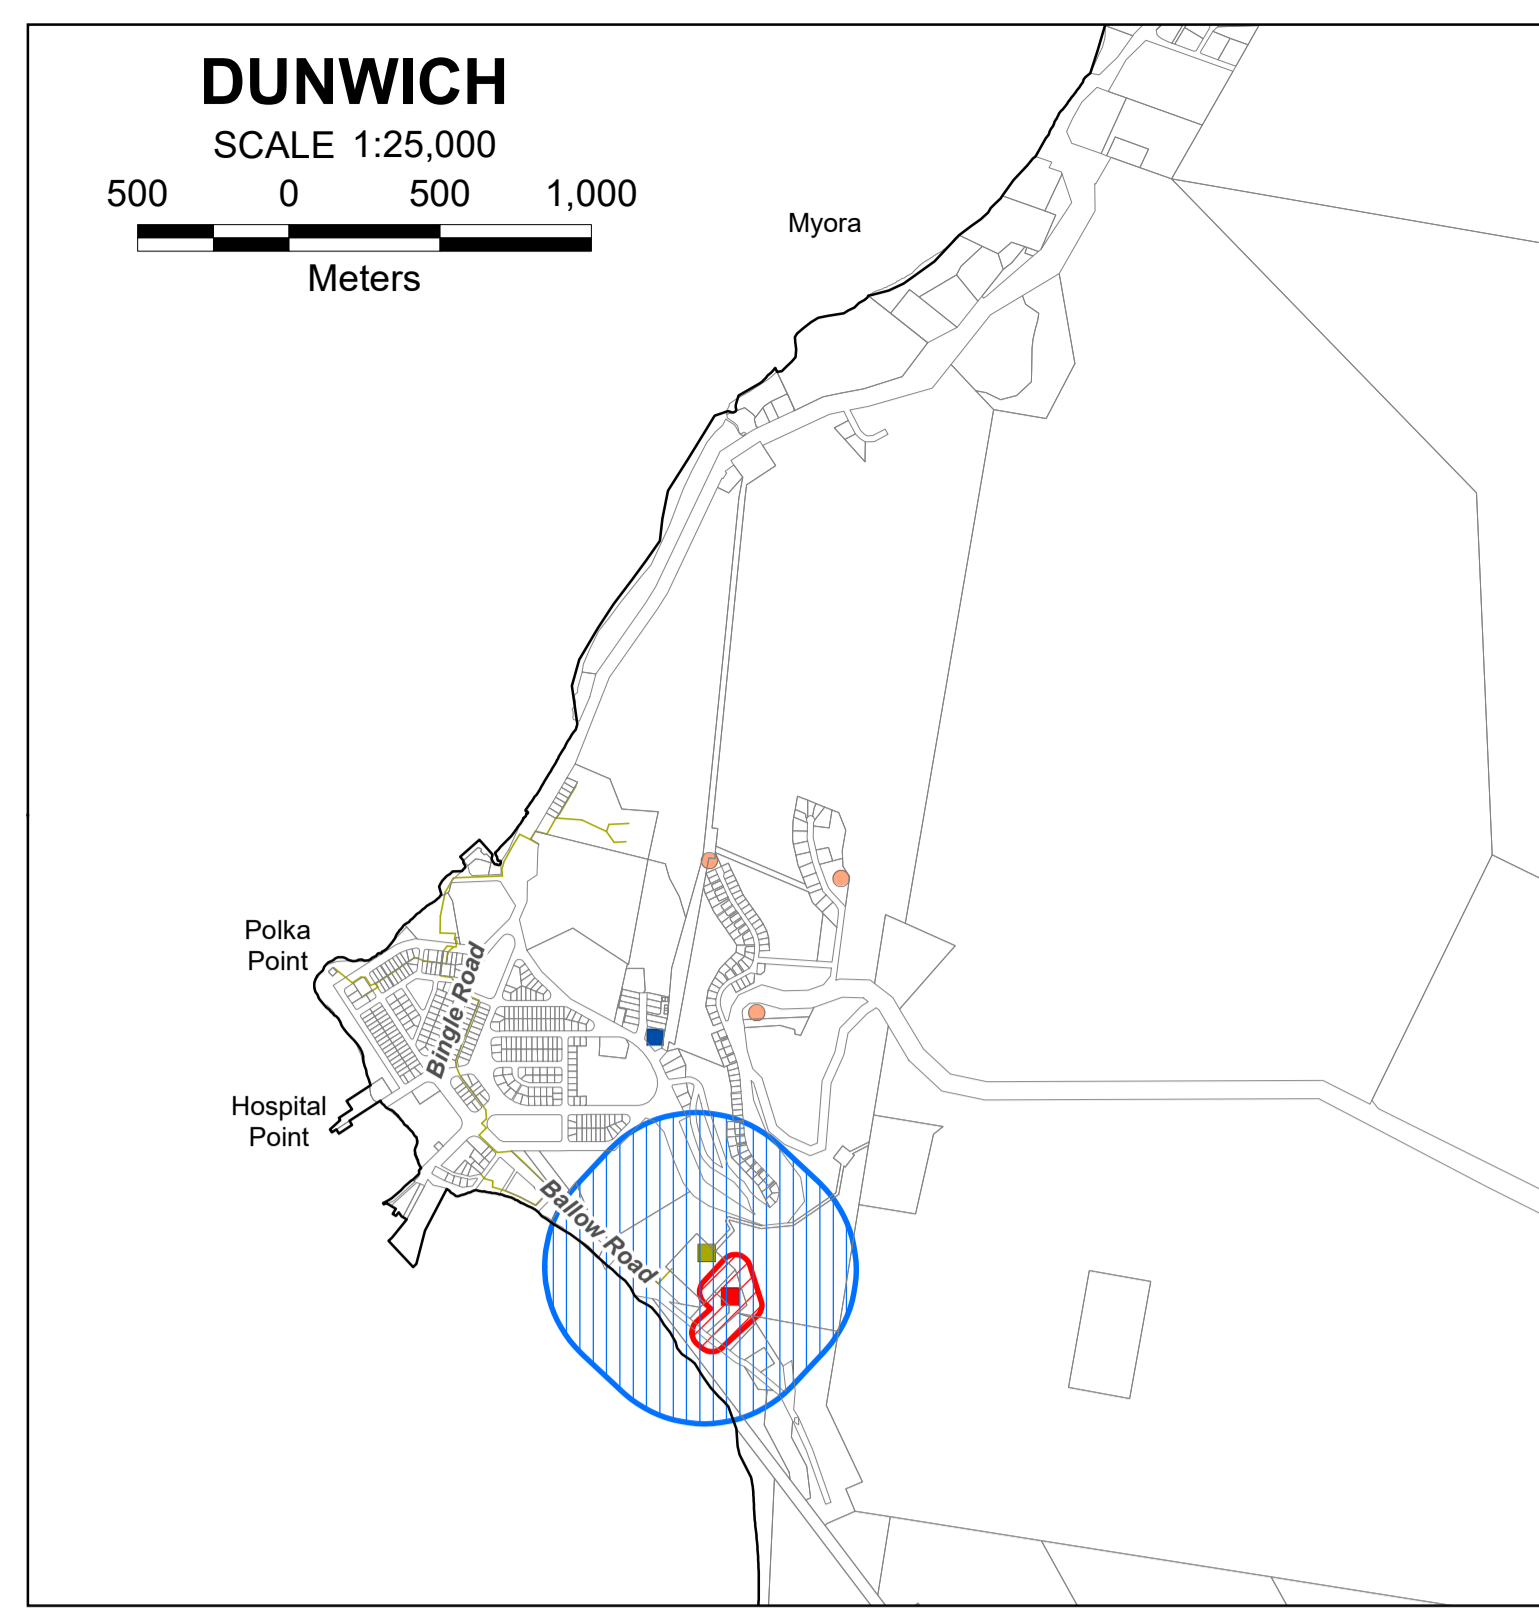 DUNWICH
SCALE 1:25,000
500 0 500 1,000
Meters
Myora
Polka
Point
Bingle Road
Hospital
Point
Ballow Road